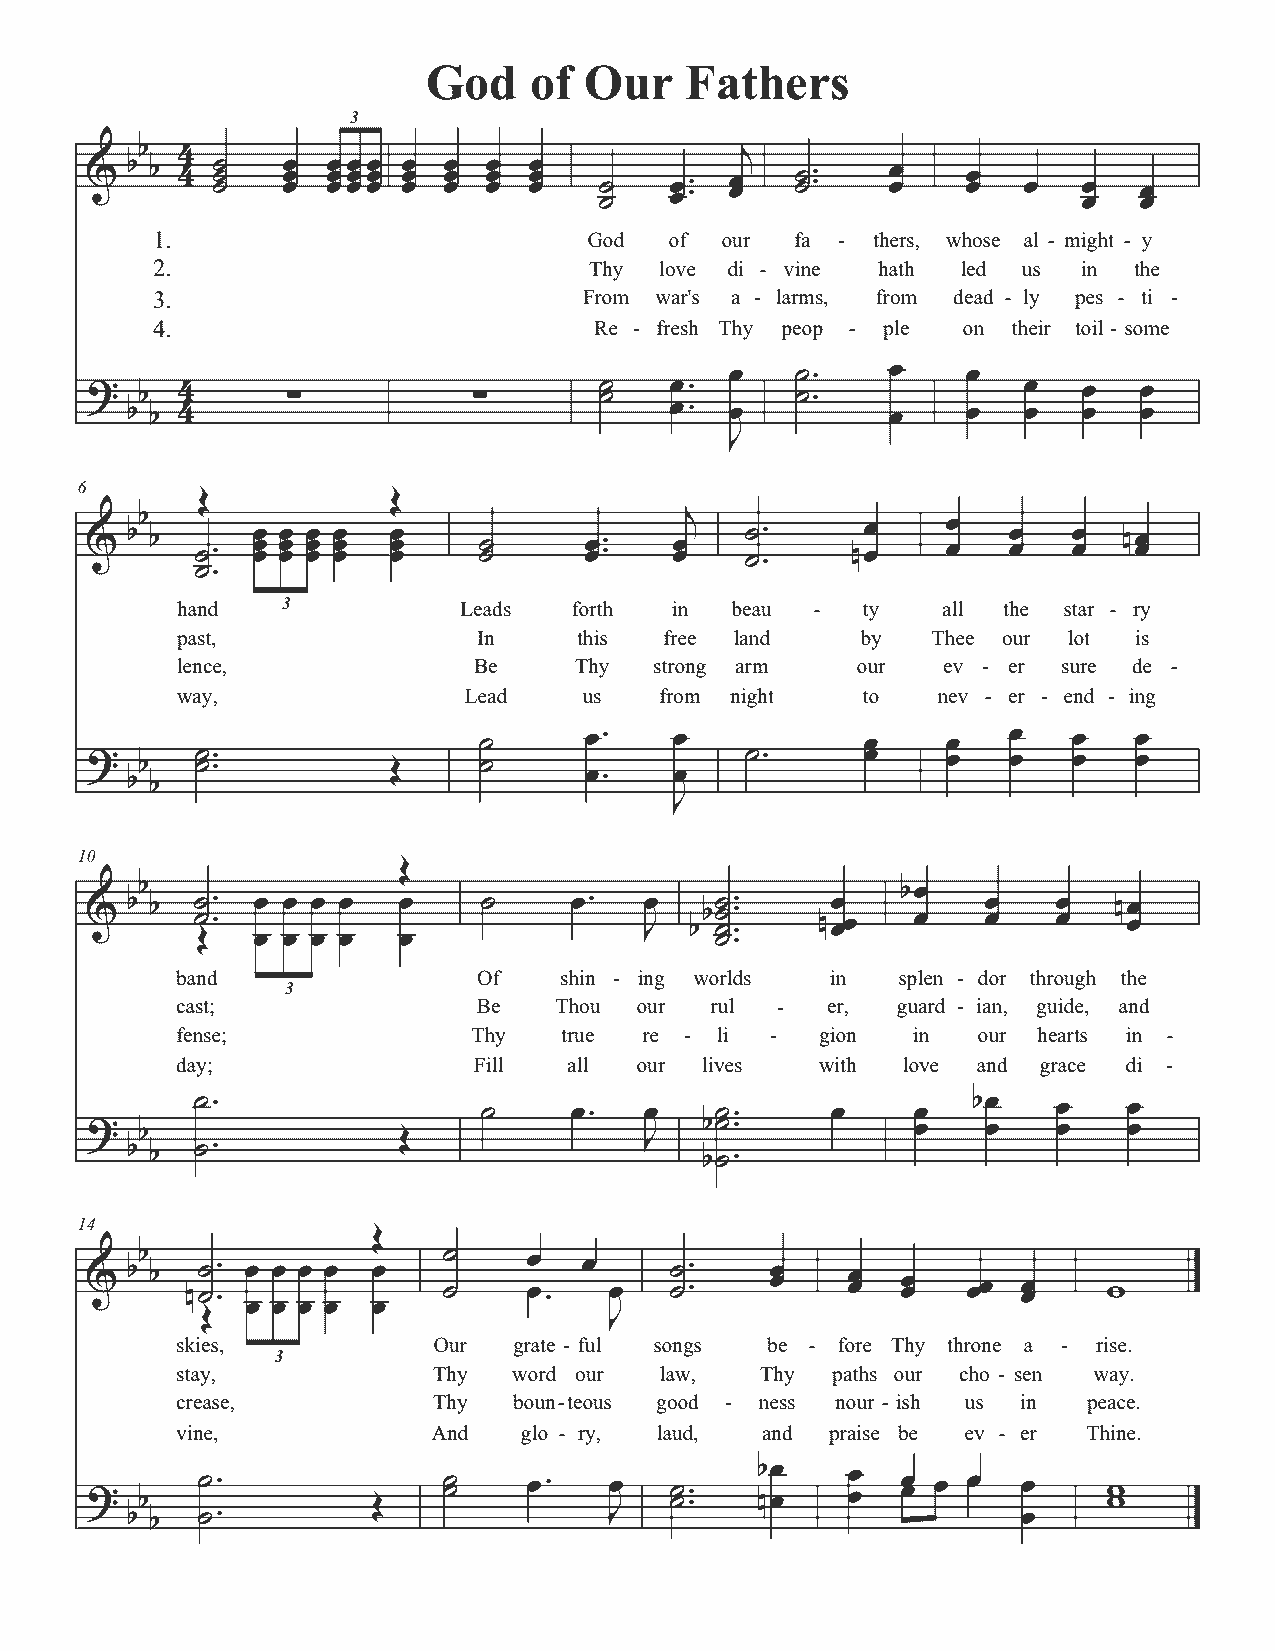 God of Our Fathers
3
1. God of our fa - thers, whose al - might - y
2. Thy love di - vine hath led us in the
3. From war's a - larms, from dead - ly pes - ti -
4. Re - fresh Thy peop - ple on their toil - some
6
hand 3 Leads forth in beau - ty all the star - ry
past, In this free land by Thee our lot is
lence, Be Thy strong arm our ev - er sure de -
way, Lead us from night to nev - er - end - ing
10
band Of shin - ing worlds in splen - dor through the
3
cast; Be Thou our rul - er, guard - ian, guide, and
fense; Thy true re - li - gion in our hearts in -
day; Fill all our lives with love and grace di -
14
skies, Our grate - ful songs be - fore Thy throne a - rise.
3
stay, Thy word our law, Thy paths our cho - sen way.
crease, Thy boun - teous good - ness nour - ish us in peace.
vine, And glo - ry, laud, and praise be ev - er Thine.